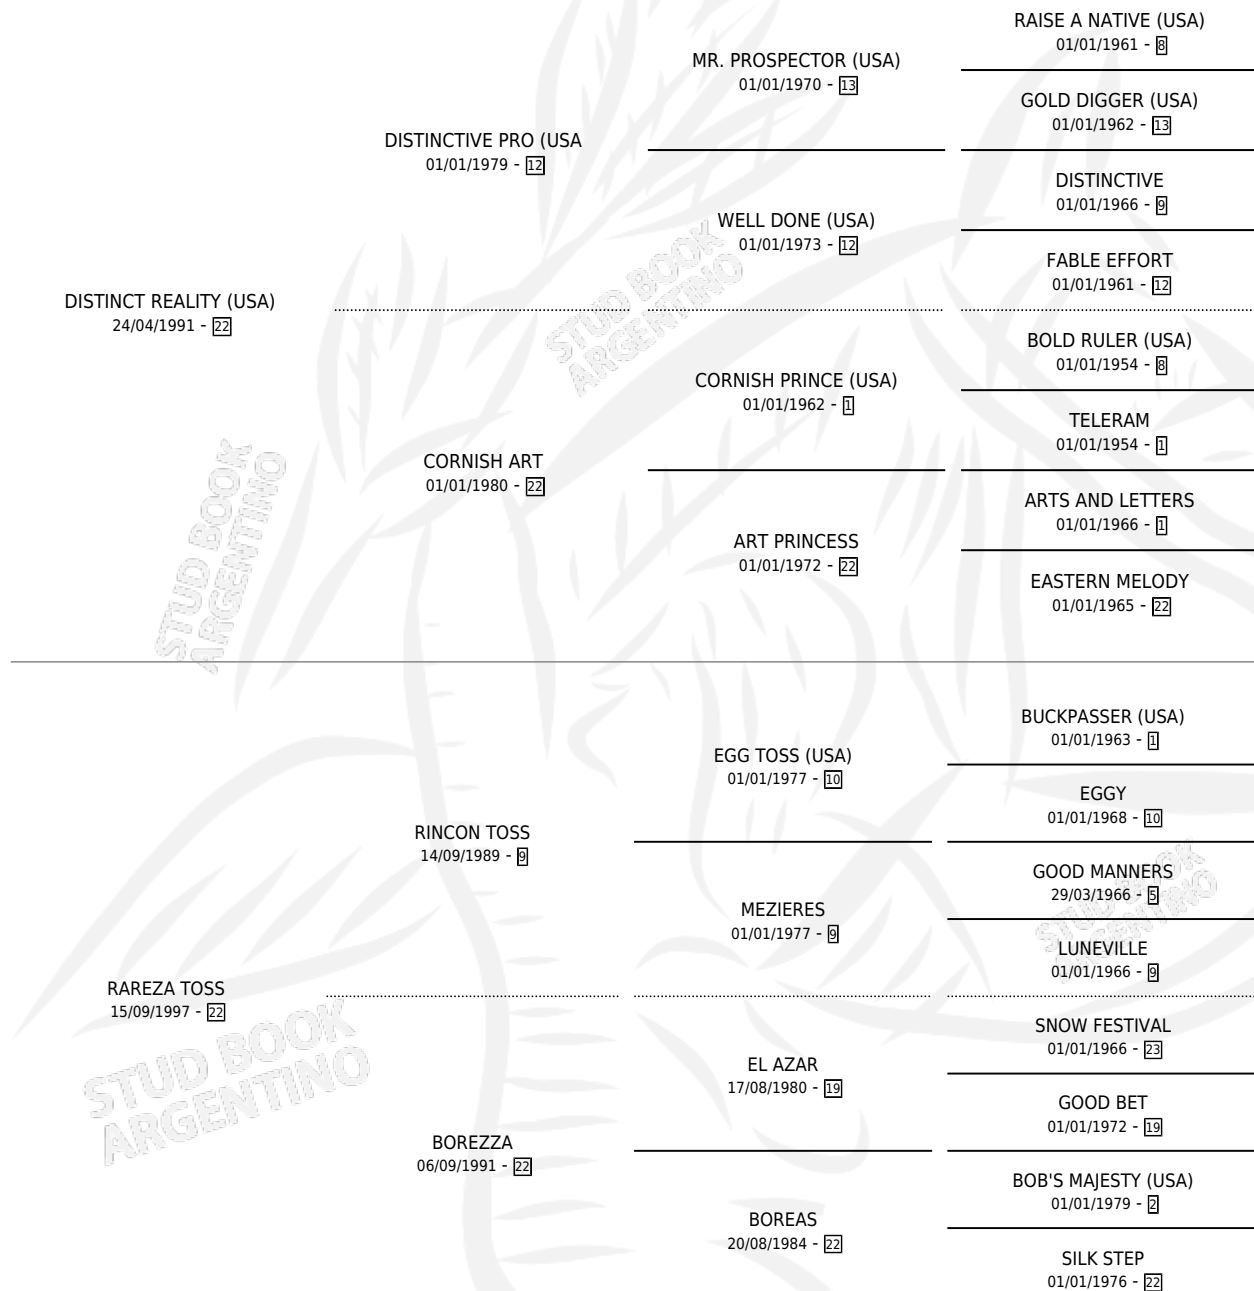 RAISE A NATIVE (USA)
01/01/1961 - 8
MR. PROSPECTOR (USA)
01/01/1970 - 13
GOLD DIGGER (USA)
01/01/1962 - 13
DISTINCTIVE PRO (USA
01/01/1979 - 12
DISTINCTIVE
01/01/1966 - 9
WELL DONE (USA)
01/01/1973 - 12
FABLE EFFORT
01/01/1961 - 12
DISTINCT REALITY (USA)
24/04/1991 - 22
BOLD RULER (USA)
01/01/1954 - 8
CORNISH PRINCE (USA)
01/01/1962 - 1
TELERAM
01/01/1954 - 1
CORNISH ART
01/01/1980 - 22
ARTS AND LETTERS
01/01/1966 - 1
ART PRINCESS
01/01/1972 - 22
EASTERN MELODY
01/01/1965 - 22
STUD BOOK
ARGENTINO
STUD BOOK
ARGENTINO
BUCKPASSER (USA)
01/01/1963 - 1
EGG TOSS (USA)
01/01/1977 - 10
EGGY
01/01/1968 - 10
RINCON TOSS
14/09/1989 - 9
GOOD MANNERS
29/03/1966 - 5
MEZIERES
01/01/1977 - 9
LUNEVILLE
01/01/1966 - 9
RAREZA TOSS
15/09/1997 - 22
SNOW FESTIVAL
01/01/1966 - 23
EL AZAR
17/08/1980 - 19
GOOD BET
01/01/1972 - 19
BOREZZA
06/09/1991 - 22
BOB'S MAJESTY (USA)
01/01/1979 - 2
BOREAS
20/08/1984 - 22
SILK STEP
01/01/1976 - 22
STUD BOOK
ARGENTINO
STUD BOOK
ARGENTINO